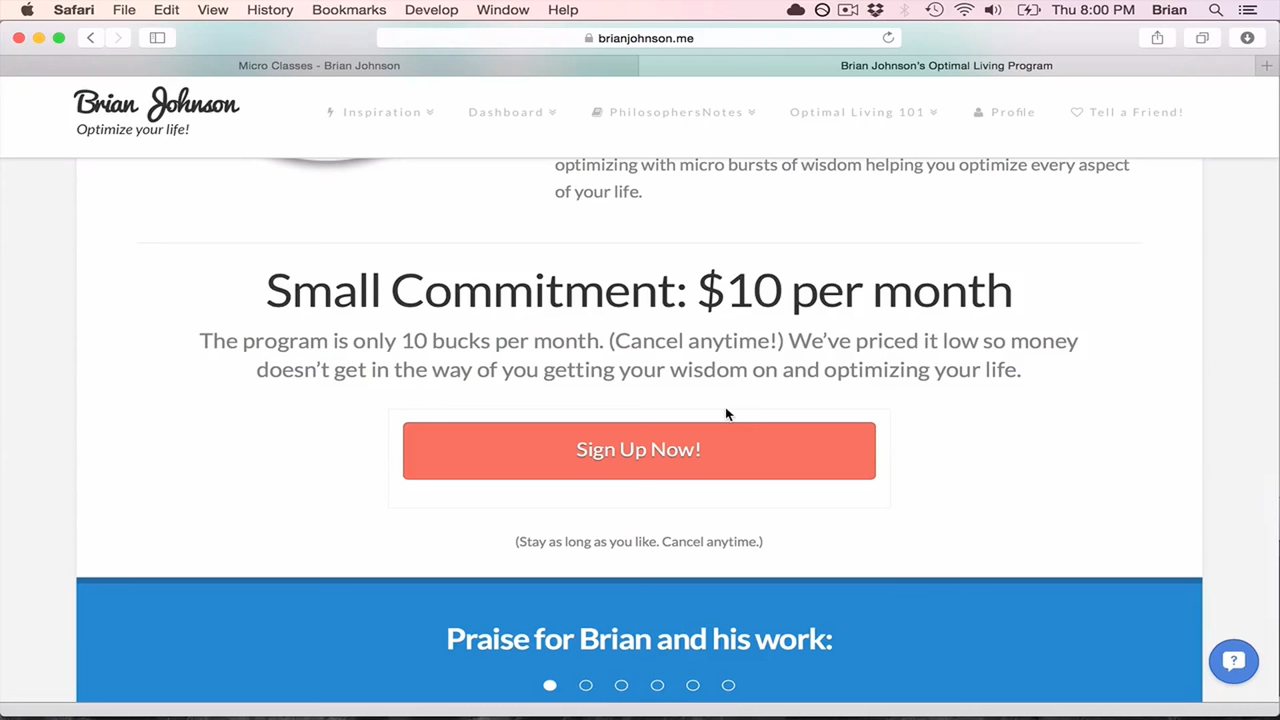 Safari File Edit View History Bookmarks Develop Window Help Thu 8:00 PM Brian
brianjohnson.me
Micro Classes - Brian Johnson
Brian Johnson's Optimal Living Program
Brian Johnson
Optimize your life!
Inspiration Dashboard PhilosophersNotes Optimal Living 101 Profile Tell a Friend!
optimizing with micro bursts of wisdom helping you optimize every aspect
of your life.
Small Commitment: $10 per month
The program is only 10 bucks per month. (Cancel anytime!) We've priced it low so money
doesn't get in the way of you getting your wisdom on and optimizing your life.
Sign Up Now!
(Stay as long as you like. Cancel anytime.)
Praise for Brian and his work: